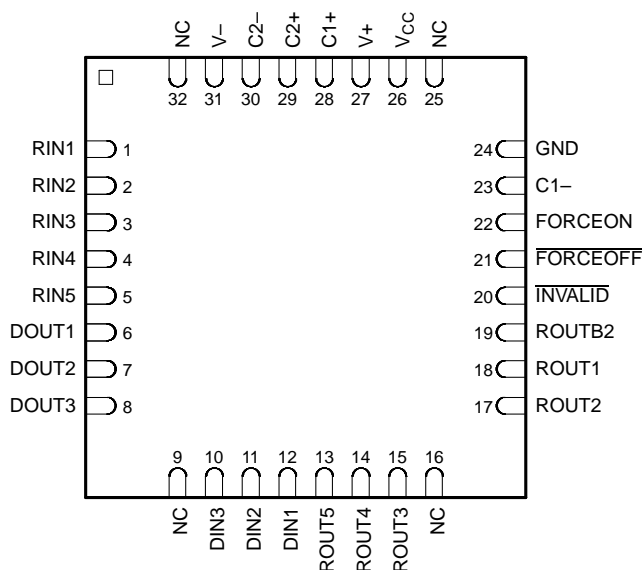 NC V– C2– C2+ C1+ V+ VCC NC
32 31 30 29 28 27 26 25
RIN1 1 24 GND
RIN2 2 23 C1–
RIN3 3 22 FORCEON
RIN4 4 21 FORCEOFF
RIN5 5 20 INVALID
DOUT1 6 19 ROUTB2
DOUT2 7 18 ROUT1
DOUT3 8 17 ROUT2
9 10 11 12 13 14 15 16
NC DIN3 DIN2 DIN1 ROUT5 ROUT4 ROUT3 NC